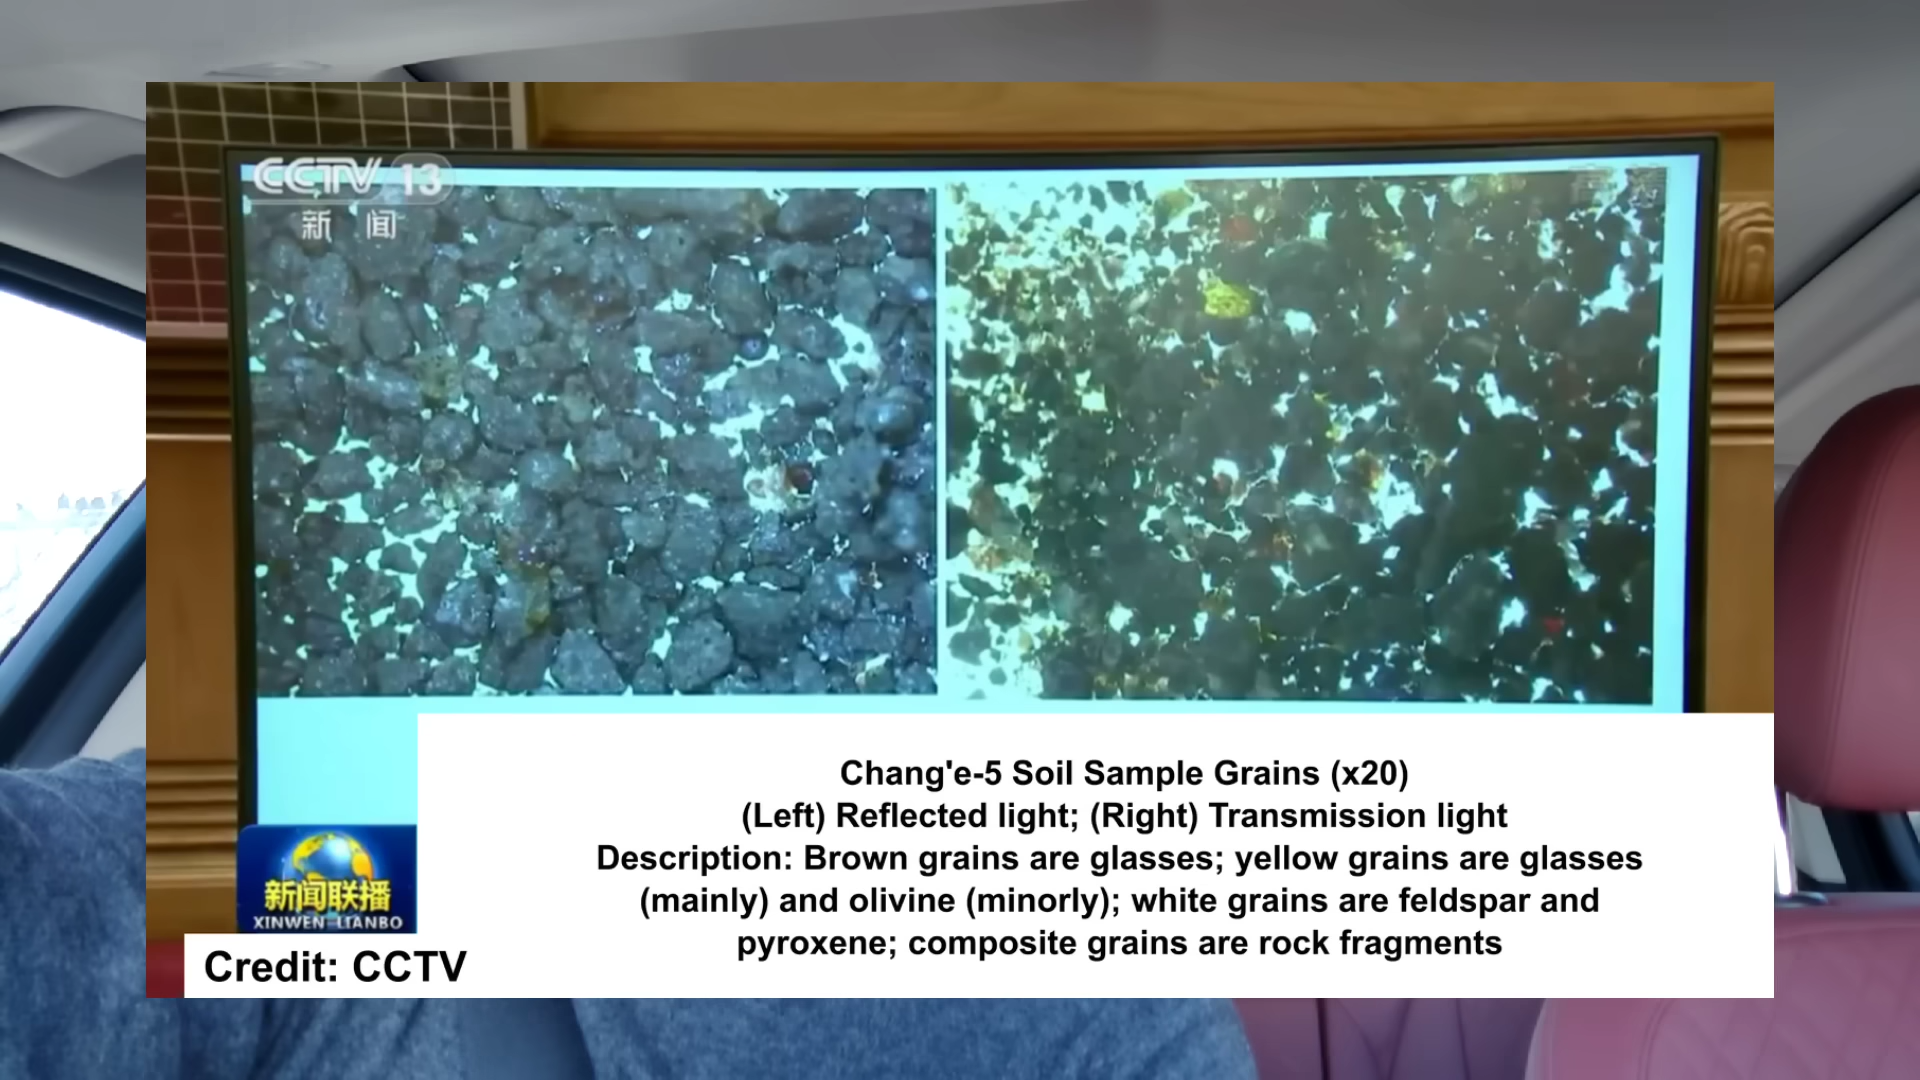 CCTV 13
新闻
Chang'e-5 Soil Sample Grains (x20)
(Left) Reflected light; (Right) Transmission light
Description: Brown grains are glasses; yellow grains are glasses
(mainly) and olivine (minorly); white grains are feldspar and
pyroxene; composite grains are rock fragments
新闻联播
XINWEN LIANBO
Credit: CCTV